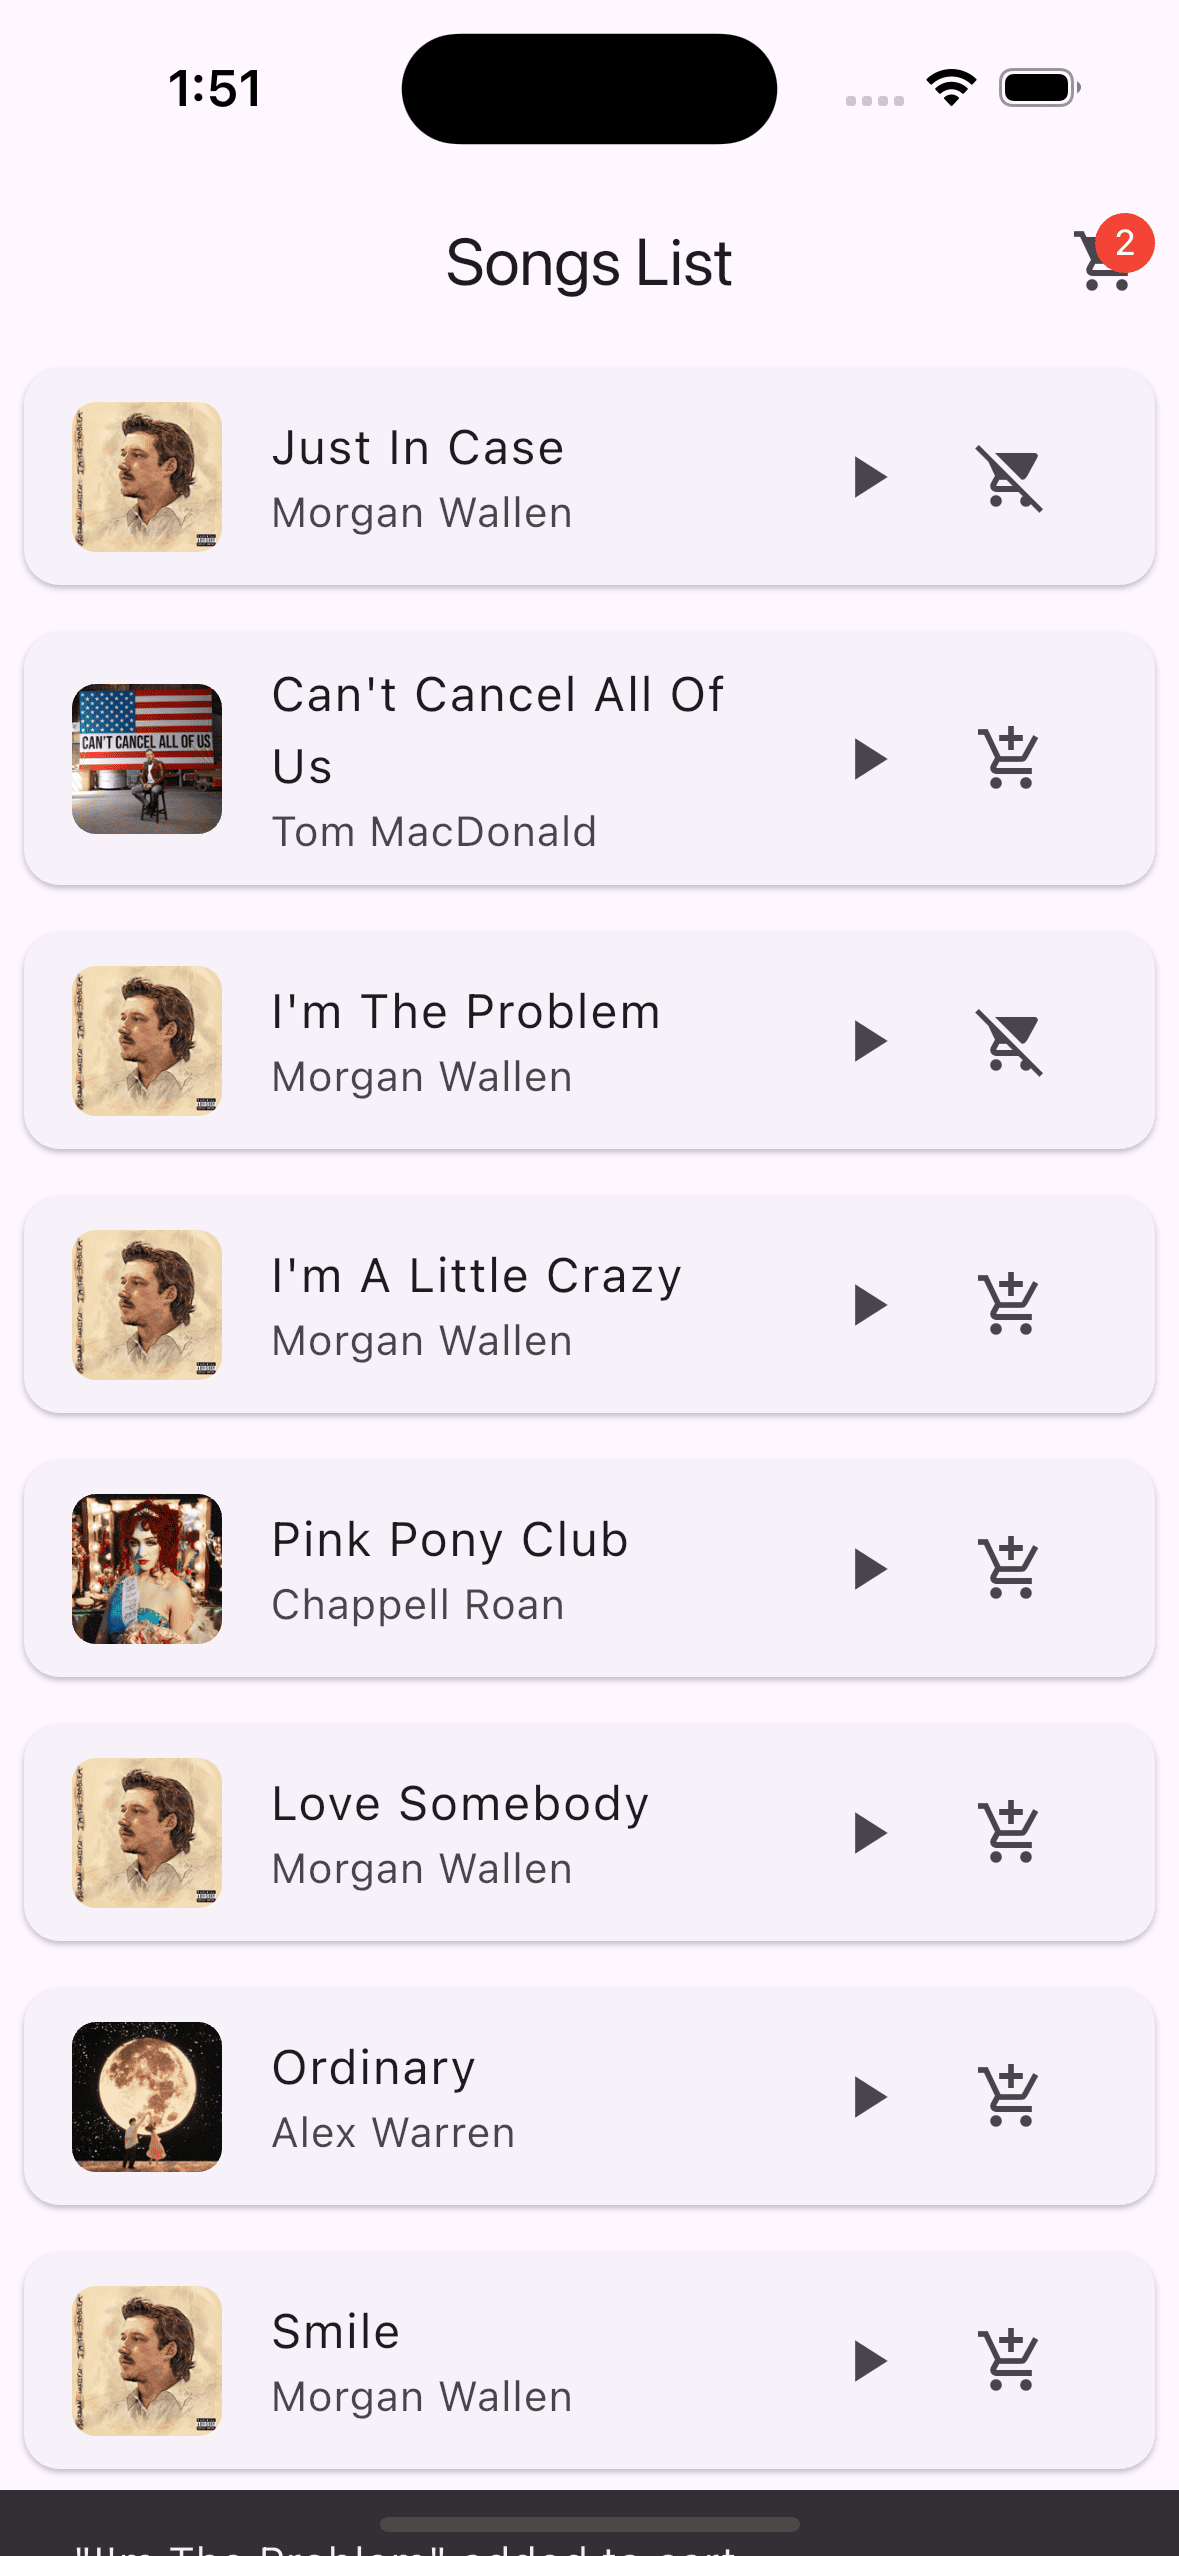 1:51
Songs List
2
Just In Case
Morgan Wallen
CAN'T CANCEL ALL OF US
Can't Cancel All Of
Us
Tom MacDonald
I'm The Problem
Morgan Wallen
I'm A Little Crazy
Morgan Wallen
Pink Pony Club
Chappell Roan
Love Somebody
Morgan Wallen
Ordinary
Alex Warren
Smile
Morgan Wallen
"I'm The Problem" added to cart